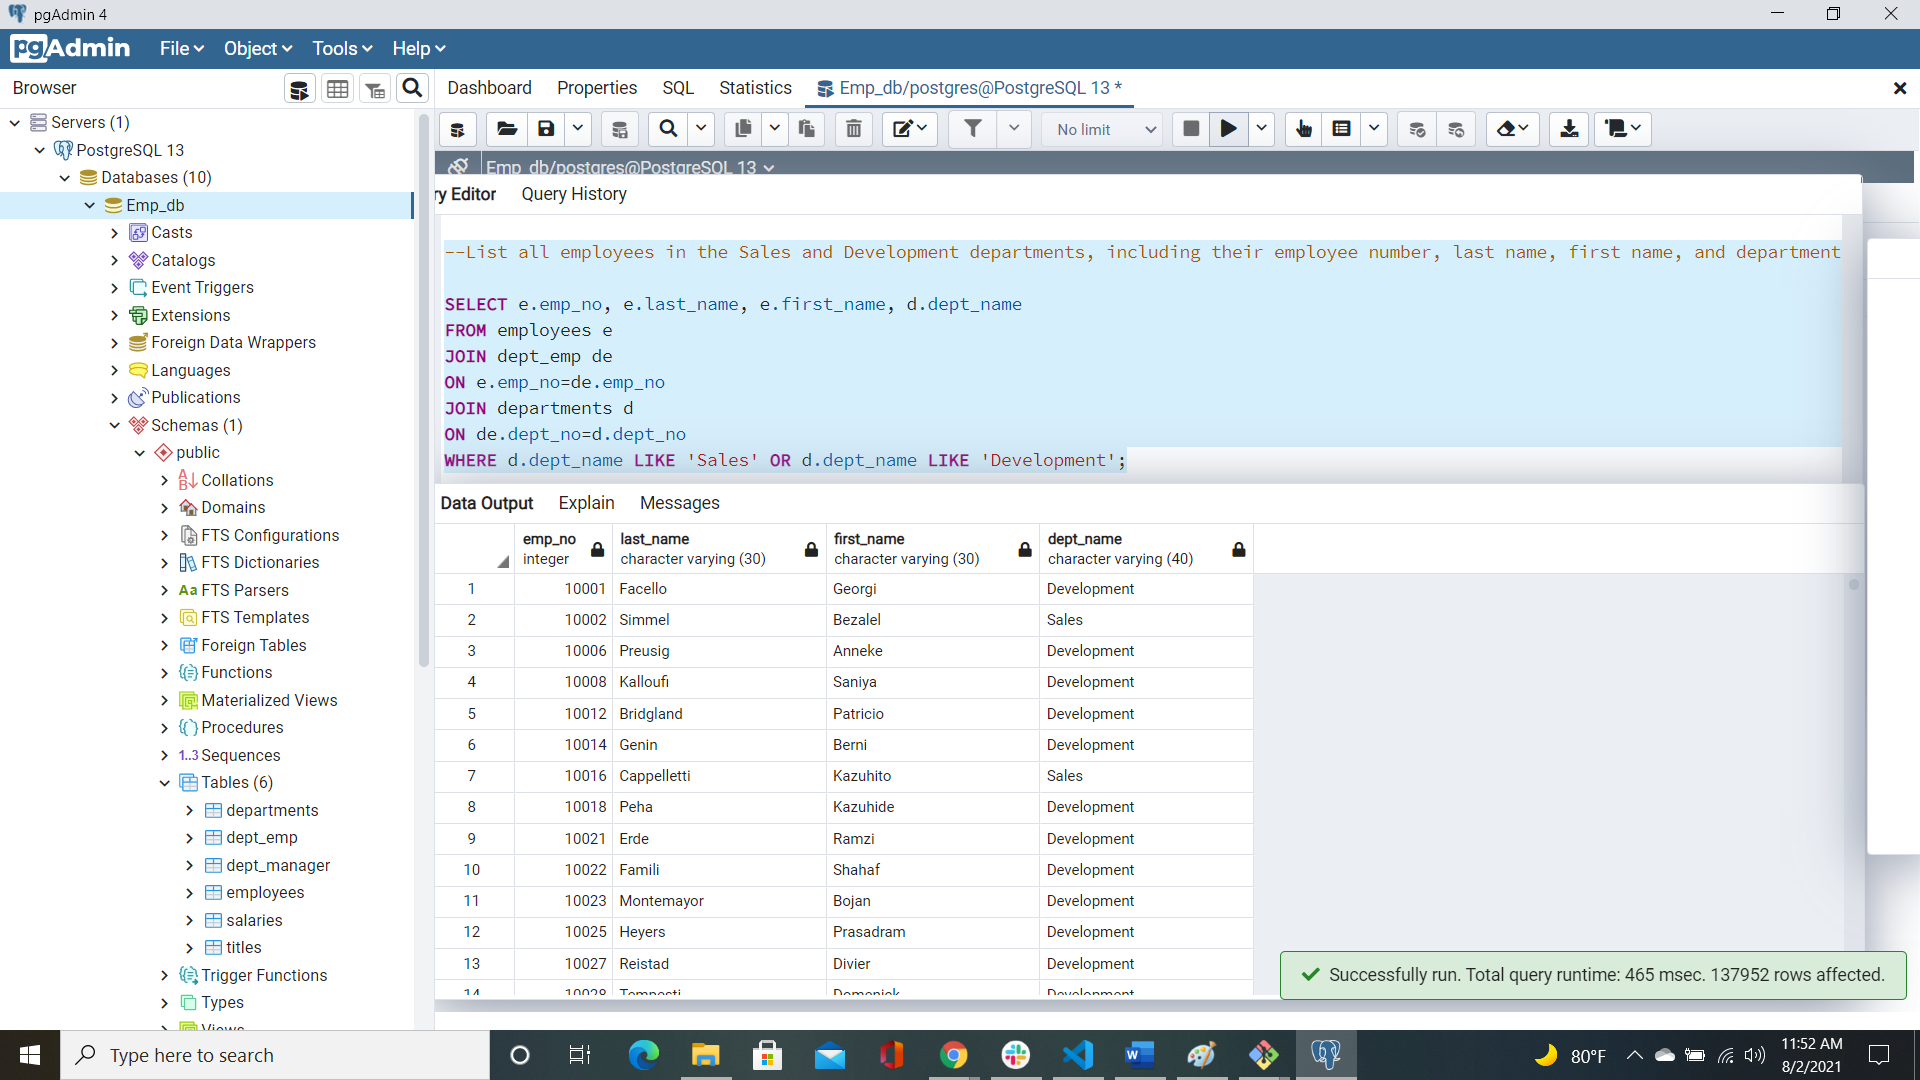 pgAdmin 4
pgAdmin File Object Tools Help
Browser
Dashboard Properties SQL Statistics Emp_db/postgres@PostgreSQL 13 *
No limit
Emp_db/postgres@PostgreSQL 13
Servers (1)
PostgreSQL 13
Databases (10)
Emp_db
Casts
Catalogs
Event Triggers
Extensions
Foreign Data Wrappers
Languages
Publications
Schemas (1)
public
Collations
Domains
FTS Configurations
FTS Dictionaries
Aa FTS Parsers
FTS Templates
Foreign Tables
Functions
Materialized Views
Procedures
1..3 Sequences
Tables (6)
departments
dept_emp
dept_manager
employees
salaries
titles
Trigger Functions
Types
Views
ry Editor Query History
--List all employees in the Sales and Development departments, including their employee number, last name, first name, and department
SELECT e.emp_no, e.last_name, e.first_name, d.dept_name
FROM employees e
JOIN dept_emp de
ON e.emp_no=de.emp_no
JOIN departments d
ON de.dept_no=d.dept_no
WHERE d.dept_name LIKE 'Sales' OR d.dept_name LIKE 'Development';
Data Output Explain Messages
emp_no last_name first_name dept_name
integer character varying (30) character varying (30) character varying (40)
1 10001 Facello Georgi Development
2 10002 Simmel Bezalel Sales
3 10006 Preusig Anneke Development
4 10008 Kalloufi Saniya Development
5 10012 Bridgland Patricio Development
6 10014 Genin Berni Development
7 10016 Cappelletti Kazuhito Sales
8 10018 Peha Kazuhide Development
9 10021 Erde Ramzi Development
10 10022 Famili Shahaf Development
11 10023 Montemayor Bojan Development
12 10025 Heyers Prasadram Development
13 10027 Reistad Divier Development
14 10028 Tempesti Domenick Development
Successfully run. Total query runtime: 465 msec. 137952 rows affected.
Type here to search
80°F
11:52 AM
8/2/2021